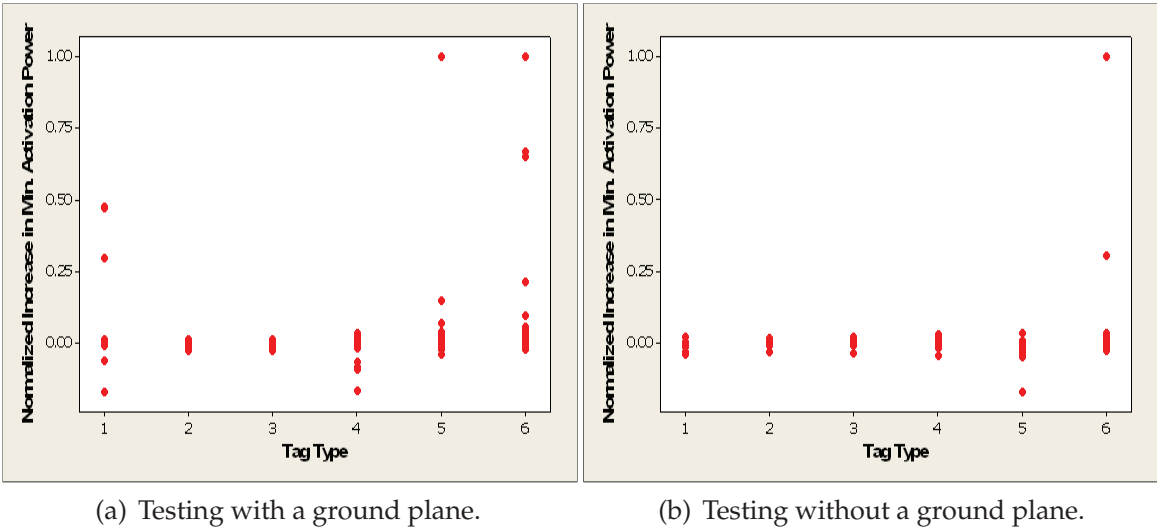 Normalized Increase in Min. Activation Power
1.00
0.75
0.50
0.25
0.00
1 2 3 4 5 6
Tag Type
(a) Testing with a ground plane.
Normalized Increase in Min. Activation Power
1.00
0.75
0.50
0.25
0.00
1 2 3 4 5 6
Tag Type
(b) Testing without a ground plane.